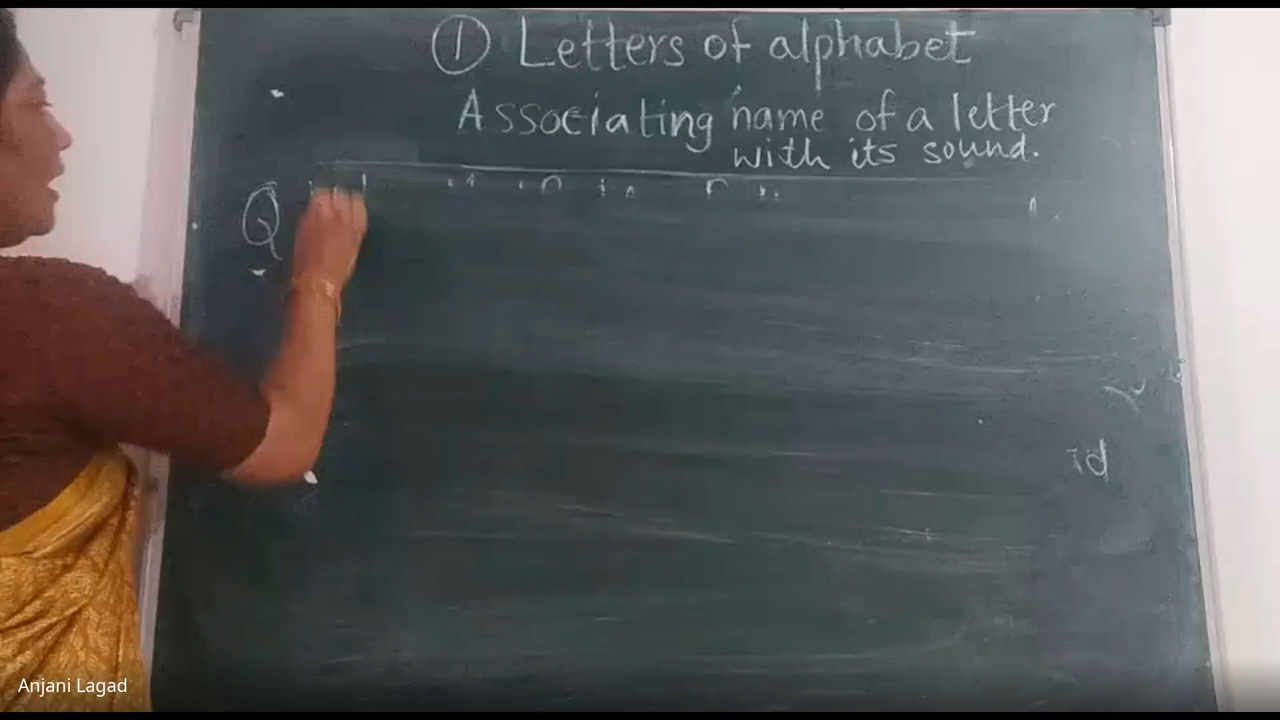 ① Letters of alphabet
Associating name of a letter
with its sound.
Q
Anjani Lagad